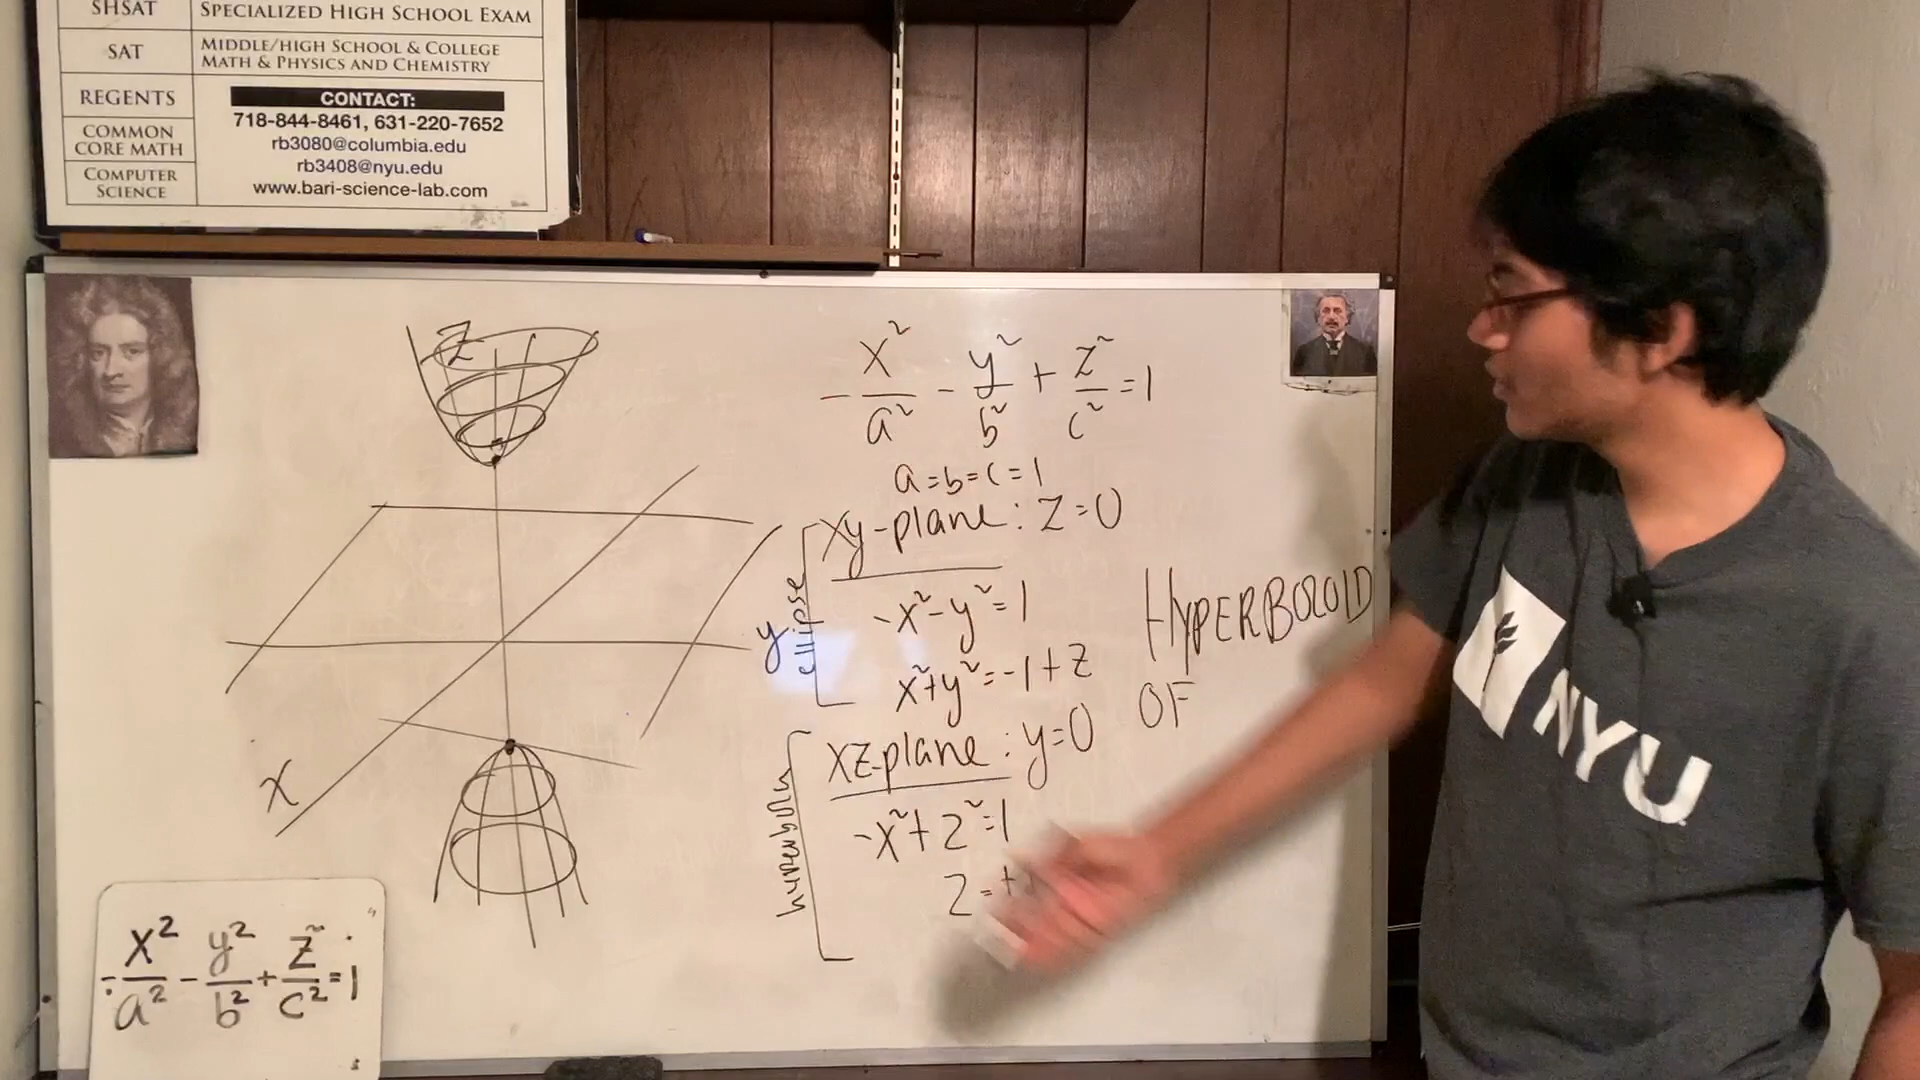 SHSAT SPECIALIZED HIGH SCHOOL EXAM
SAT MIDDLE/HIGH SCHOOL & COLLEGE
MATH & PHYSICS AND CHEMISTRY
REGENTS
COMMON
CORE MATH
COMPUTER
SCIENCE
CONTACT:
718-844-8461, 631-220-7652
rb3080@columbia.edu
rb3408@nyu.edu
www.bari-science-lab.com
z
y
x
-x²/a² - y²/b² + z²/c² = 1
a=b=c=1
xy-plane: z=0
-x²-y²=1
x²+y²=-1+z
ellipse
xz-plane: y=0
-x²+z²=1
z=±
hyperbola
HYPERBOLOID
OF
-x²/a² - y²/b² + z²/c² = 1
NYU